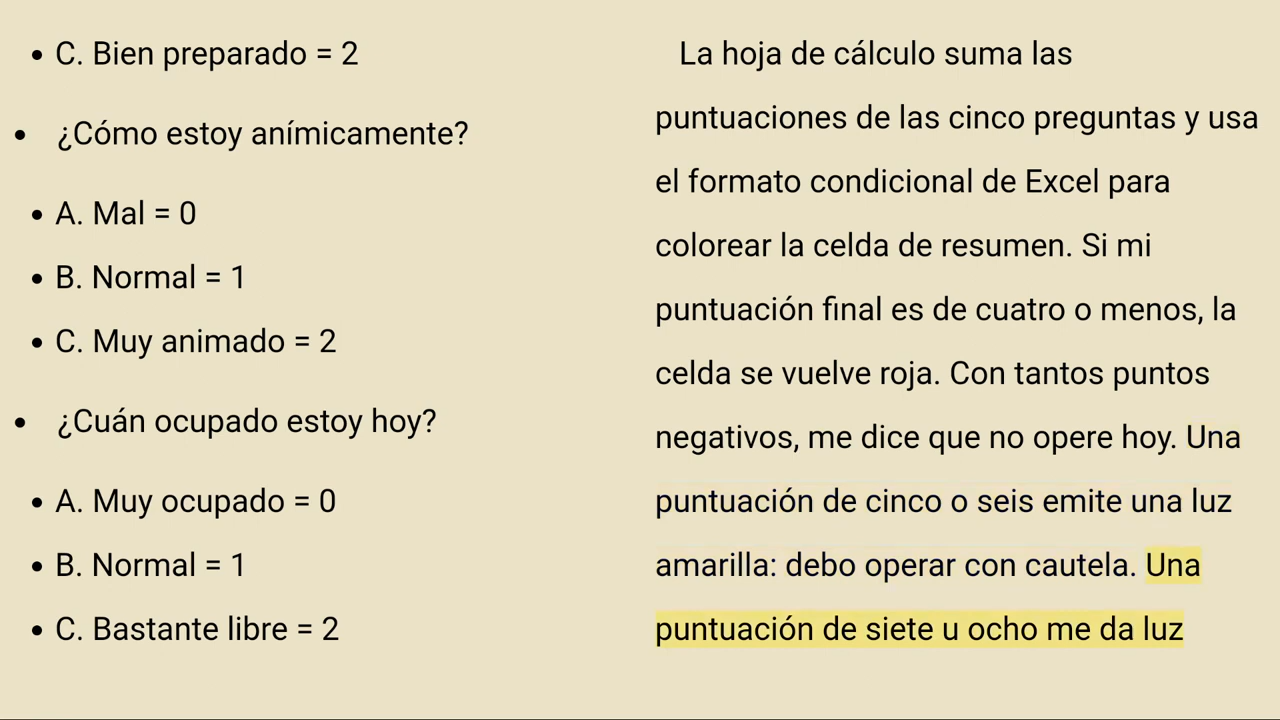 • C. Bien preparado = 2
• ¿Cómo estoy anímicamente?
• A. Mal = 0
• B. Normal = 1
• C. Muy animado = 2
• ¿Cuán ocupado estoy hoy?
• A. Muy ocupado = 0
• B. Normal = 1
• C. Bastante libre = 2
La hoja de cálculo suma las
puntuaciones de las cinco preguntas y usa
el formato condicional de Excel para
colorear la celda de resumen. Si mi
puntuación final es de cuatro o menos, la
celda se vuelve roja. Con tantos puntos
negativos, me dice que no opere hoy. Una
puntuación de cinco o seis emite una luz
amarilla: debo operar con cautela. Una
puntuación de siete u ocho me da luz